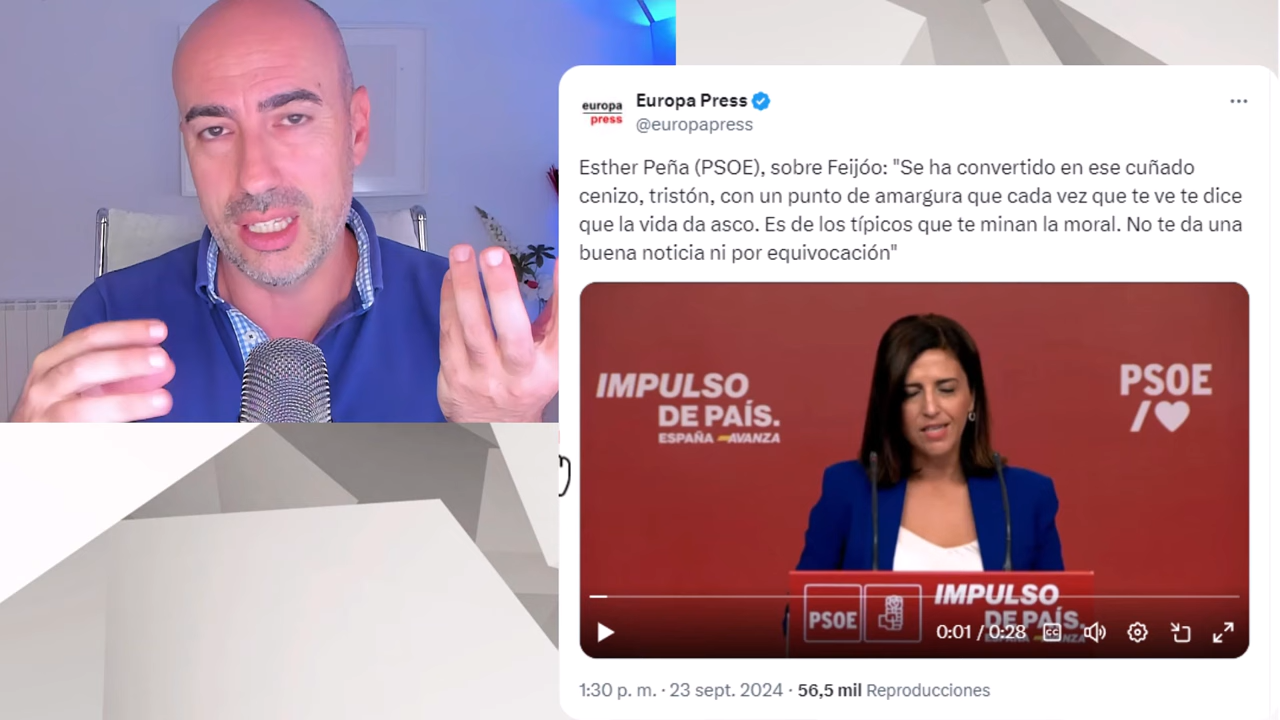 europa
press
Europa Press
@europapress
Esther Peña (PSOE), sobre Feijóo: "Se ha convertido en ese cuñado
cenizo, tristón, con un punto de amargura que cada vez que te ve te dice
que la vida da asco. Es de los típicos que te minan la moral. No te da una
buena noticia ni por equivocación"
IMPULSO
DE PAÍS.
ESPAÑA AVANZA
PSOE
PSOE
IMPULSO
DE PAÍS.
0:01 / 0:28
CC
1:30 p. m. · 23 sept. 2024 · 56,5 mil Reproducciones